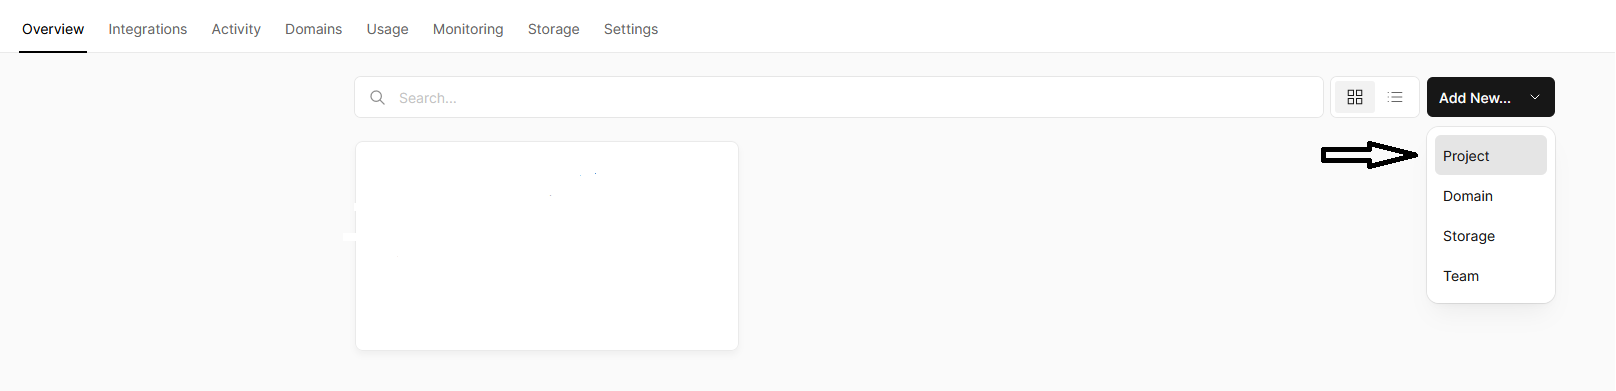 Overview Integrations Activity Domains Usage Monitoring Storage Settings
Search... Add New...
Project
Domain
Storage
Team